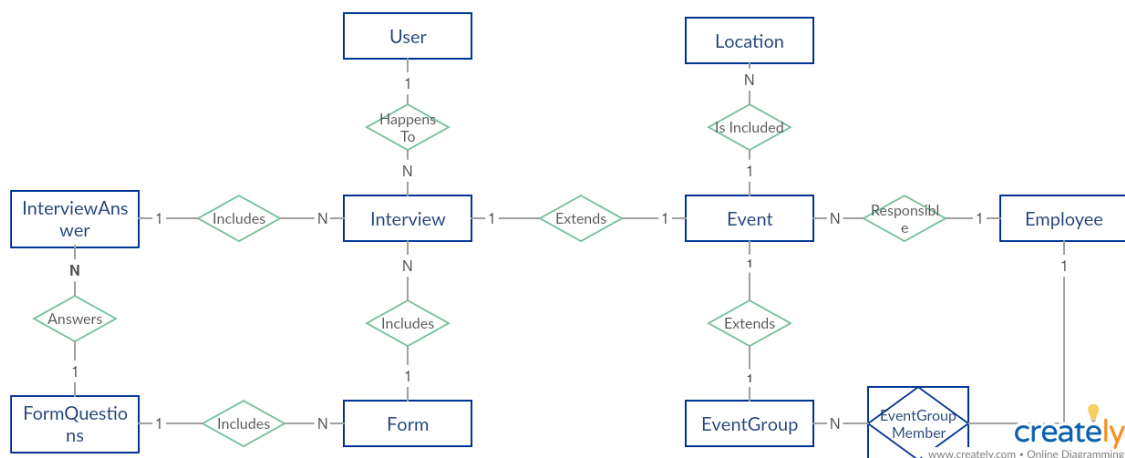 User
Location
1
N
Happens
To
Is Included
N
1
InterviewAns
wer
1
Includes
N
Interview
1
Extends
1
Event
N
Responsibl
e
1
Employee
N
N
1
1
Answers
Includes
Extends
1
1
1
FormQuestio
ns
1
Includes
N
Form
EventGroup
N
EventGroup
Member
creately
www.creately.com • Online Diagramming